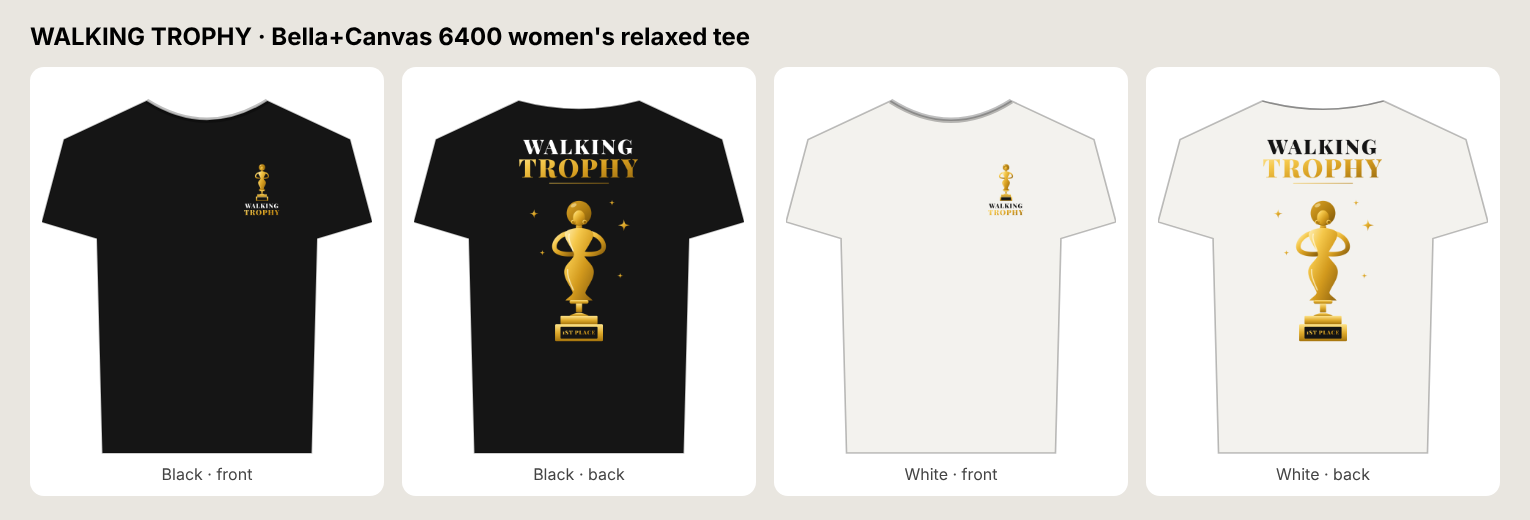 WALKING TROPHY · Bella+Canvas 6400 women's relaxed tee
WALKING
TROPHY
Black · front
WALKING
TROPHY
1ST PLACE
Black · back
WALKING
TROPHY
White · front
WALKING
TROPHY
1ST PLACE
White · back